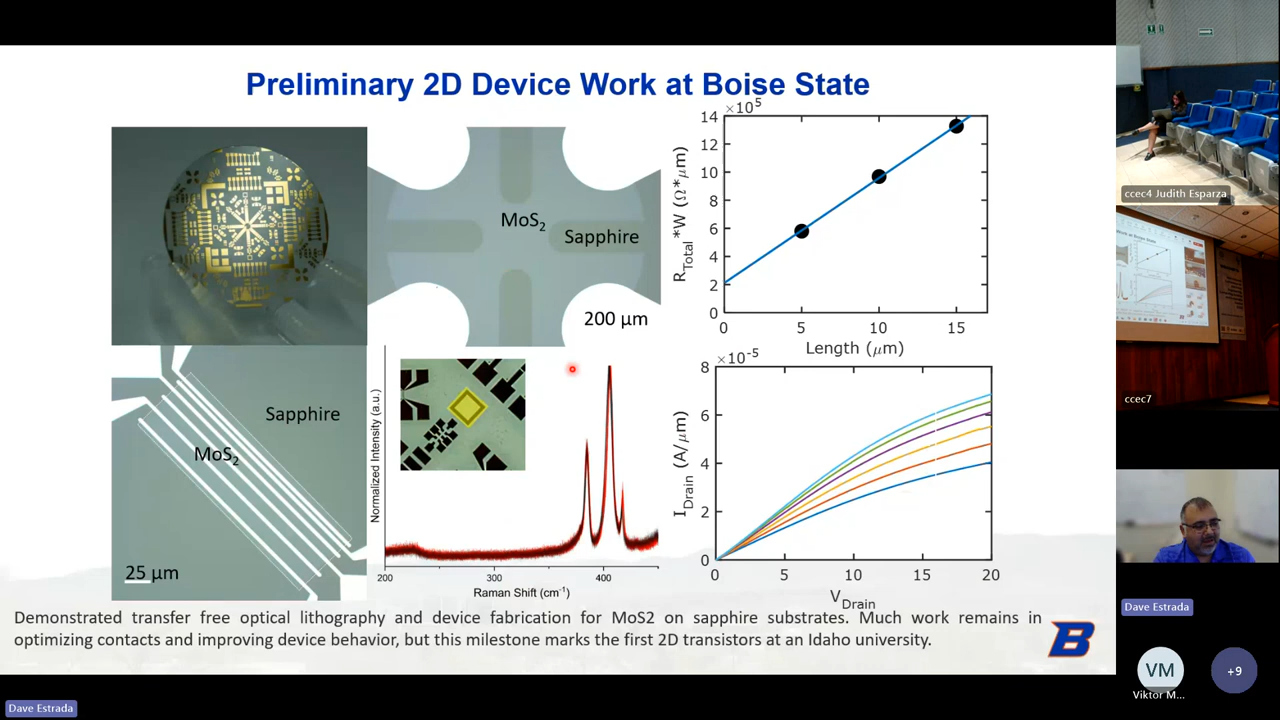 Preliminary 2D Device Work at Boise State
MoS2
Sapphire
200 µm
Sapphire
MoS2
25 µm
Normalized Intensity (a.u.)
200
300
400
Raman Shift (cm-1)
×10^5
14
12
10
8
6
4
2
0
0
5
10
15
R_Total *W (Ω*µm)
Length (µm)
×10^-5
8
6
4
2
0
0
5
10
15
20
I_Drain (A/µm)
V_Drain
Demonstrated transfer free optical lithography and device fabrication for MoS2 on sapphire substrates. Much work remains in
optimizing contacts and improving device behavior, but this milestone marks the first 2D transistors at an Idaho university.
B
Dave Estrada
ccec4 Judith Esparza
ccec7
Dave Estrada
VM
Viktor M...
+9